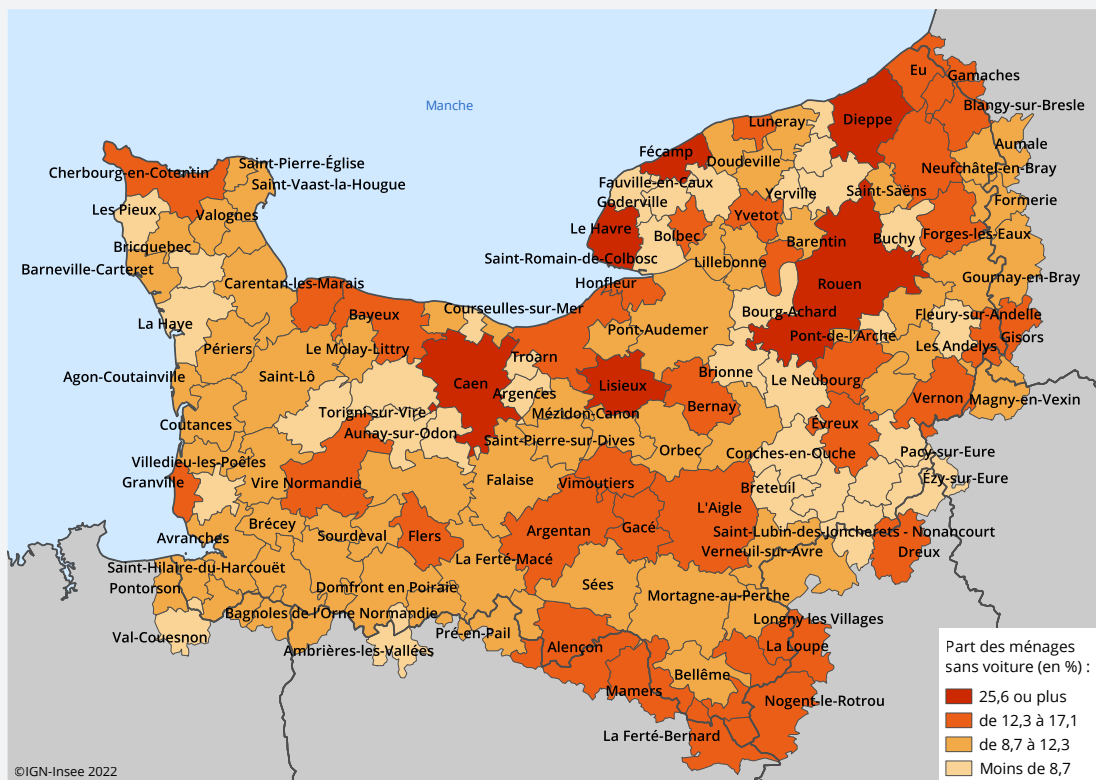 Eu
Gamaches
Manche
Blangy-sur-Bresle
Luneray
Dieppe
Aumale
Fécamp
Doudeville
Saint-Pierre-Église
Neufchâtel-en-Bray
Cherbourg-en-Cotentin
Saint-Vaast-la-Hougue
Fauville-en-Caux
Yerville
Saint-Saëns
Formerie
Goderville
Les Pieux
Valognes
Yvetot
Le Havre
Bolbec
Barentin
Buchy
Forges-les-Eaux
Bricquebec
Saint-Romain-de-Colbosc
Lillebonne
Barneville-Carteret
Gournay-en-Bray
Carentan-les-Marais
Honfleur
Rouen
Courseulles-sur-Mer
Bayeux
Bourg-Achard
Fleury-sur-Andelle
La Haye
Pont-Audemer
Pont-de-l'Arche
Gisors
Périers
Le Molay-Littry
Troarn
Les Andelys
Agon-Coutainville
Saint-Lô
Caen
Lisieux
Brionne
Le Neubourg
Argences
Vernon
Magny-en-Vexin
Torigni-sur-Vire
Mézidon-Canon
Bernay
Coutances
Aunay-sur-Odon
Évreux
Saint-Pierre-sur-Dives
Orbec
Conches-en-Ouche
Pacy-sur-Eure
Villedieu-les-Poêles
Granville
Vire Normandie
Falaise
Vimoutiers
Breteuil
Ézy-sur-Eure
L'Aigle
Brécey
Sourdeval
Flers
Argentan
Gacé
Saint-Lubin-des-Joncherets - Nonancourt
Avranches
Verneuil-sur-Avre
Dreux
La Ferté-Macé
Saint-Hilaire-du-Harcouët
Pontorson
Domfront en Poiraie
Sées
Mortagne-au-Perche
Bagnoles de l'Orne Normandie
Longny les Villages
Val-Couesnon
Pré-en-Pail
Ambrières-les-Vallées
Alençon
La Loupe
Bellême
Mamers
Nogent-le-Rotrou
La Ferté-Bernard
Part des ménages
sans voiture (en %) :
25,6 ou plus
de 12,3 à 17,1
de 8,7 à 12,3
Moins de 8,7
©IGN-Insee 2022